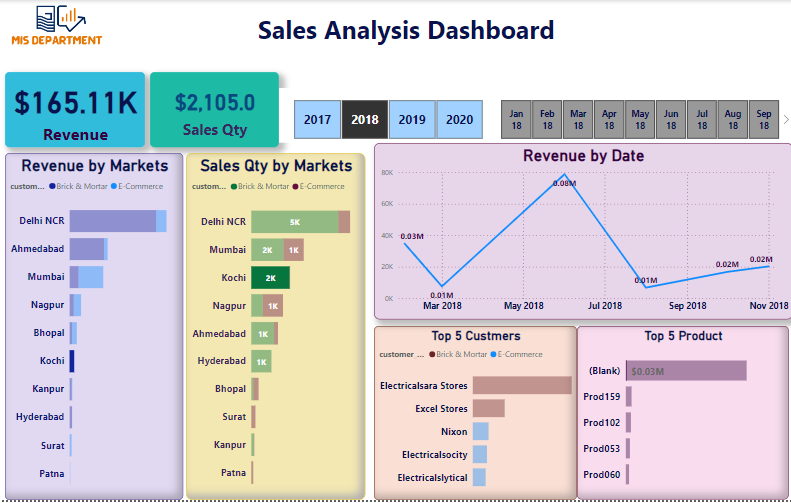 MIS DEPARTMENT
Sales Analysis Dashboard
$165.11K
Revenue
$2,105.0
Sales Qty
2017
2018
2019
2020
Jan 18
Feb 18
Mar 18
Apr 18
May 18
Jun 18
Jul 18
Aug 18
Sep 18
Revenue by Markets
custom... Brick & Mortar E-Commerce
Delhi NCR
Ahmedabad
Mumbai
Nagpur
Bhopal
Kochi
Kanpur
Hyderabad
Surat
Patna
Sales Qty by Markets
custom... Brick & Mortar E-Commerce
Delhi NCR 5K
Mumbai 2K 1K
Kochi 2K
Nagpur 1K
Ahmedabad 1K
Hyderabad 1K
Bhopal
Surat
Kanpur
Patna
Revenue by Date
80K
0.08M
60K
40K
0.03M
20K
0.02M
0.02M
0.01M
0K
0.01M
Mar 2018
May 2018
Jul 2018
Sep 2018
Nov 2018
Top 5 Custmers
customer ... Brick & Mortar E-Commerce
Electricalsara Stores
Excel Stores
Nixon
Electricalsocity
Electricalslytical
Top 5 Product
(Blank) $0.03M
Prod159
Prod102
Prod053
Prod060